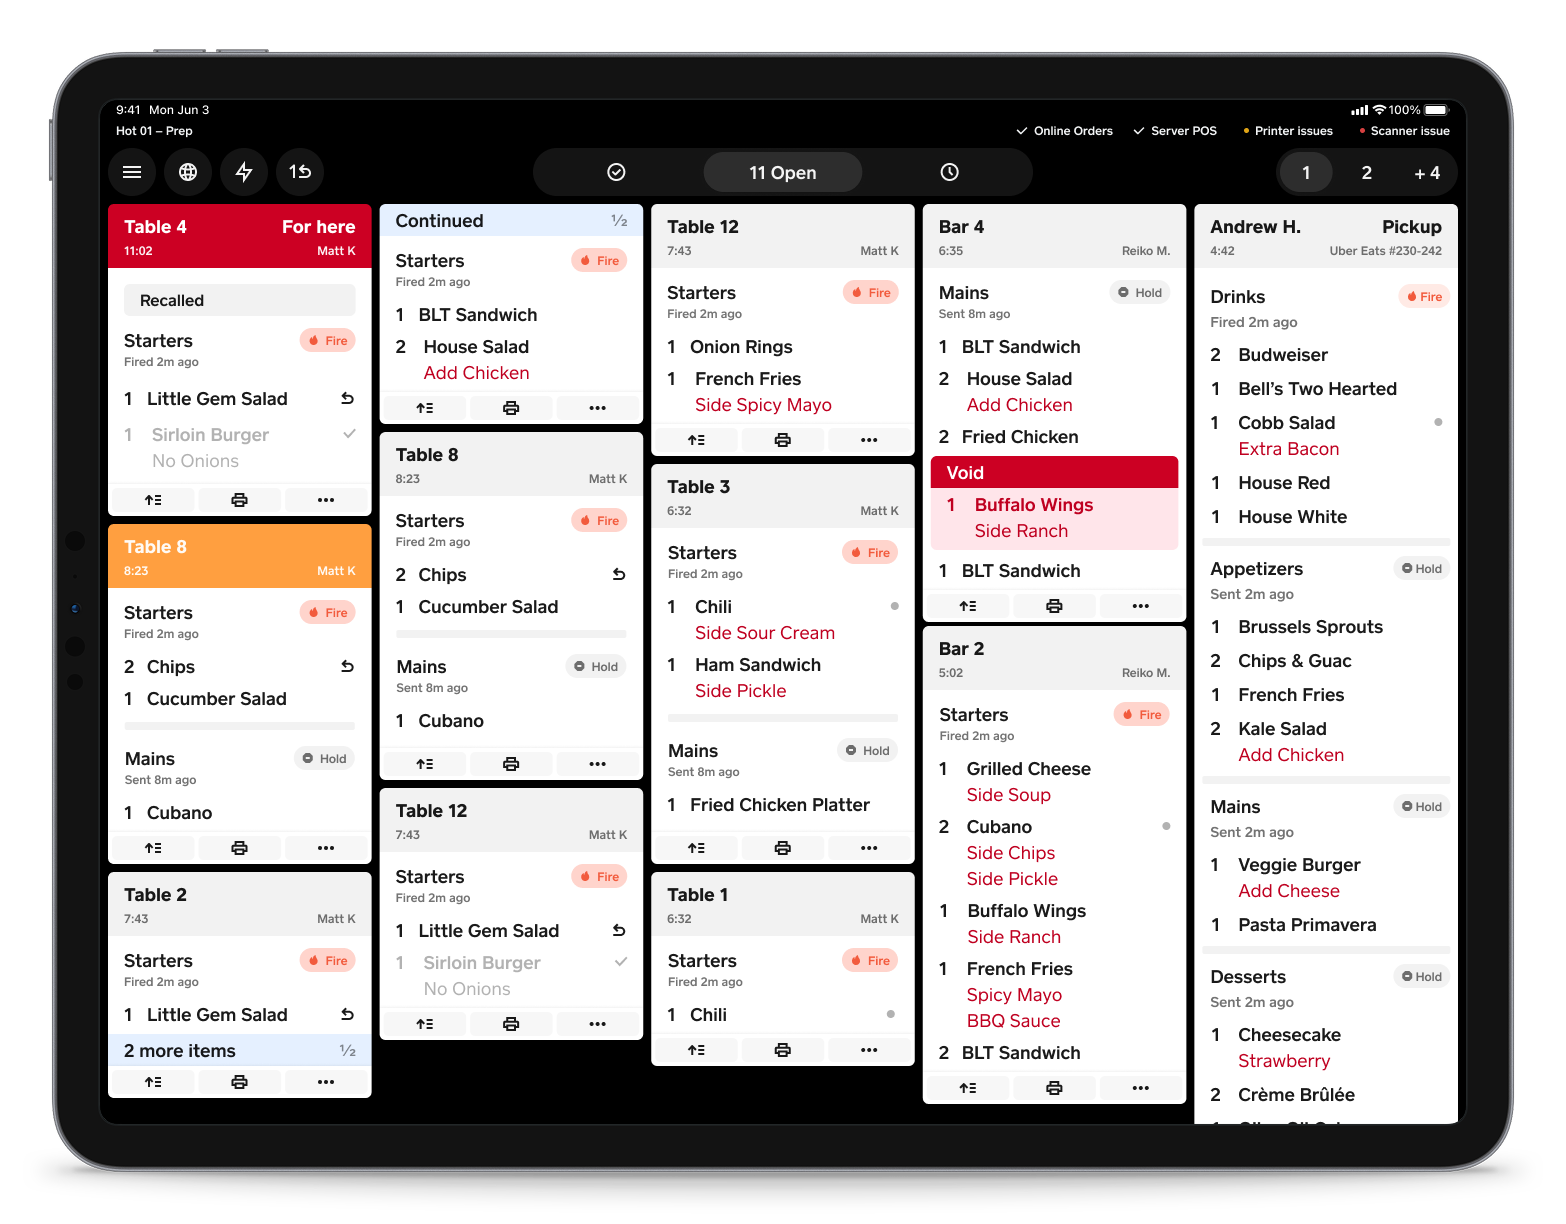 9:41 Mon Jun 3
100%
Hot 01 – Prep
Online Orders
Server POS
Printer issues
Scanner issue
1
11 Open
1
2
+ 4
Table 4 For here
11:02 Matt K
Recalled
Starters Fire
Fired 2m ago
1 Little Gem Salad
1 Sirloin Burger
No Onions
Table 8
8:23 Matt K
Starters Fire
Fired 2m ago
2 Chips
1 Cucumber Salad
Mains Hold
Sent 8m ago
1 Cubano
Table 2
7:43 Matt K
Starters Fire
Fired 2m ago
1 Little Gem Salad
2 more items ½
Continued ½
Starters Fire
Fired 2m ago
1 BLT Sandwich
2 House Salad
Add Chicken
Table 8
8:23 Matt K
Starters Fire
Fired 2m ago
2 Chips
1 Cucumber Salad
Mains Hold
Sent 8m ago
1 Cubano
Table 12
7:43 Matt K
Starters Fire
Fired 2m ago
1 Little Gem Salad
1 Sirloin Burger
No Onions
Table 12
7:43 Matt K
Starters Fire
Fired 2m ago
1 Onion Rings
1 French Fries
Side Spicy Mayo
Table 3
6:32 Matt K
Starters Fire
Fired 2m ago
1 Chili
Side Sour Cream
1 Ham Sandwich
Side Pickle
Mains Hold
Sent 8m ago
1 Fried Chicken Platter
Table 1
6:32 Matt K
Starters Fire
Fired 2m ago
1 Chili
Bar 4
6:35 Reiko M.
Mains Hold
Sent 8m ago
1 BLT Sandwich
2 House Salad
Add Chicken
2 Fried Chicken
Void
1 Buffalo Wings
Side Ranch
1 BLT Sandwich
Bar 2
5:02 Reiko M.
Starters Fire
Fired 2m ago
1 Grilled Cheese
Side Soup
2 Cubano
Side Chips
Side Pickle
1 Buffalo Wings
Side Ranch
1 French Fries
Spicy Mayo
BBQ Sauce
2 BLT Sandwich
Andrew H. Pickup
4:42 Uber Eats #230-242
Drinks Fire
Fired 2m ago
2 Budweiser
1 Bell’s Two Hearted
1 Cobb Salad
Extra Bacon
1 House Red
1 House White
Appetizers Hold
Sent 2m ago
1 Brussels Sprouts
2 Chips & Guac
1 French Fries
2 Kale Salad
Add Chicken
Mains Hold
Sent 2m ago
1 Veggie Burger
Add Cheese
1 Pasta Primavera
Desserts Hold
Sent 2m ago
1 Cheesecake
Strawberry
2 Crème Brûlée